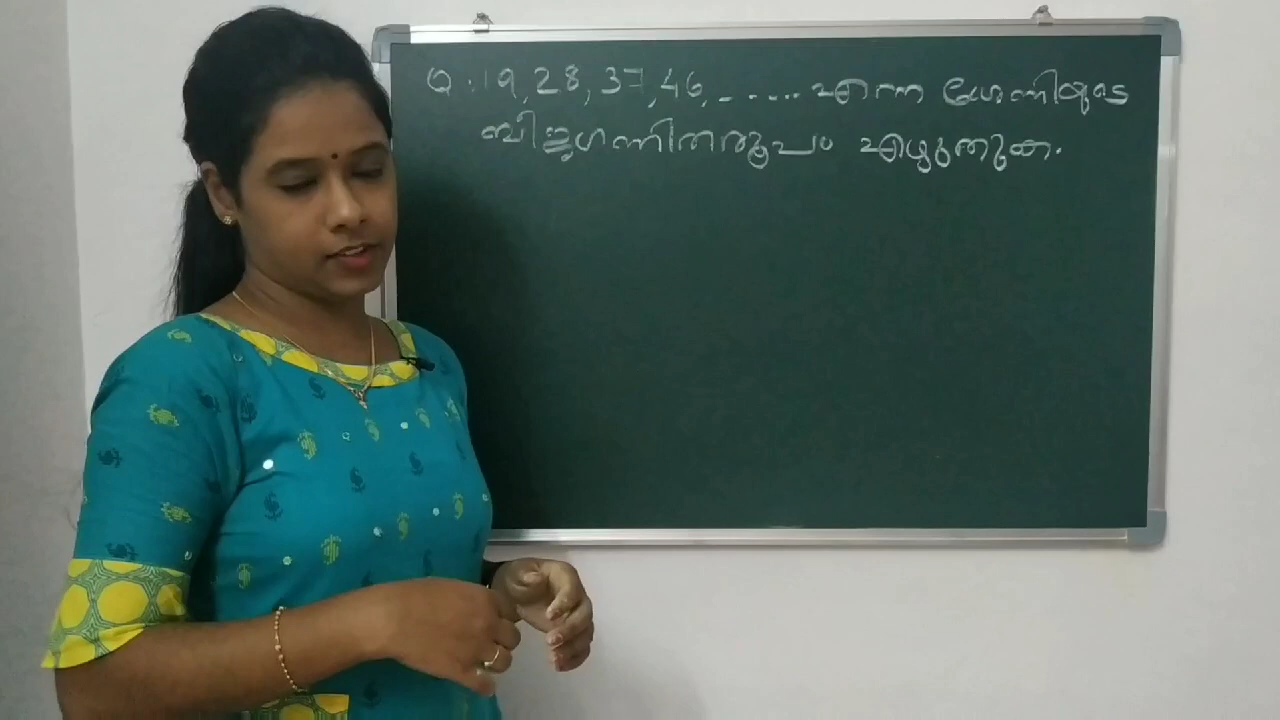 Q : 19, 28, 37, 46, ....... എന്ന ശ്രേണിയുടെ
ബീജഗണിതരൂപം എഴുതുക.